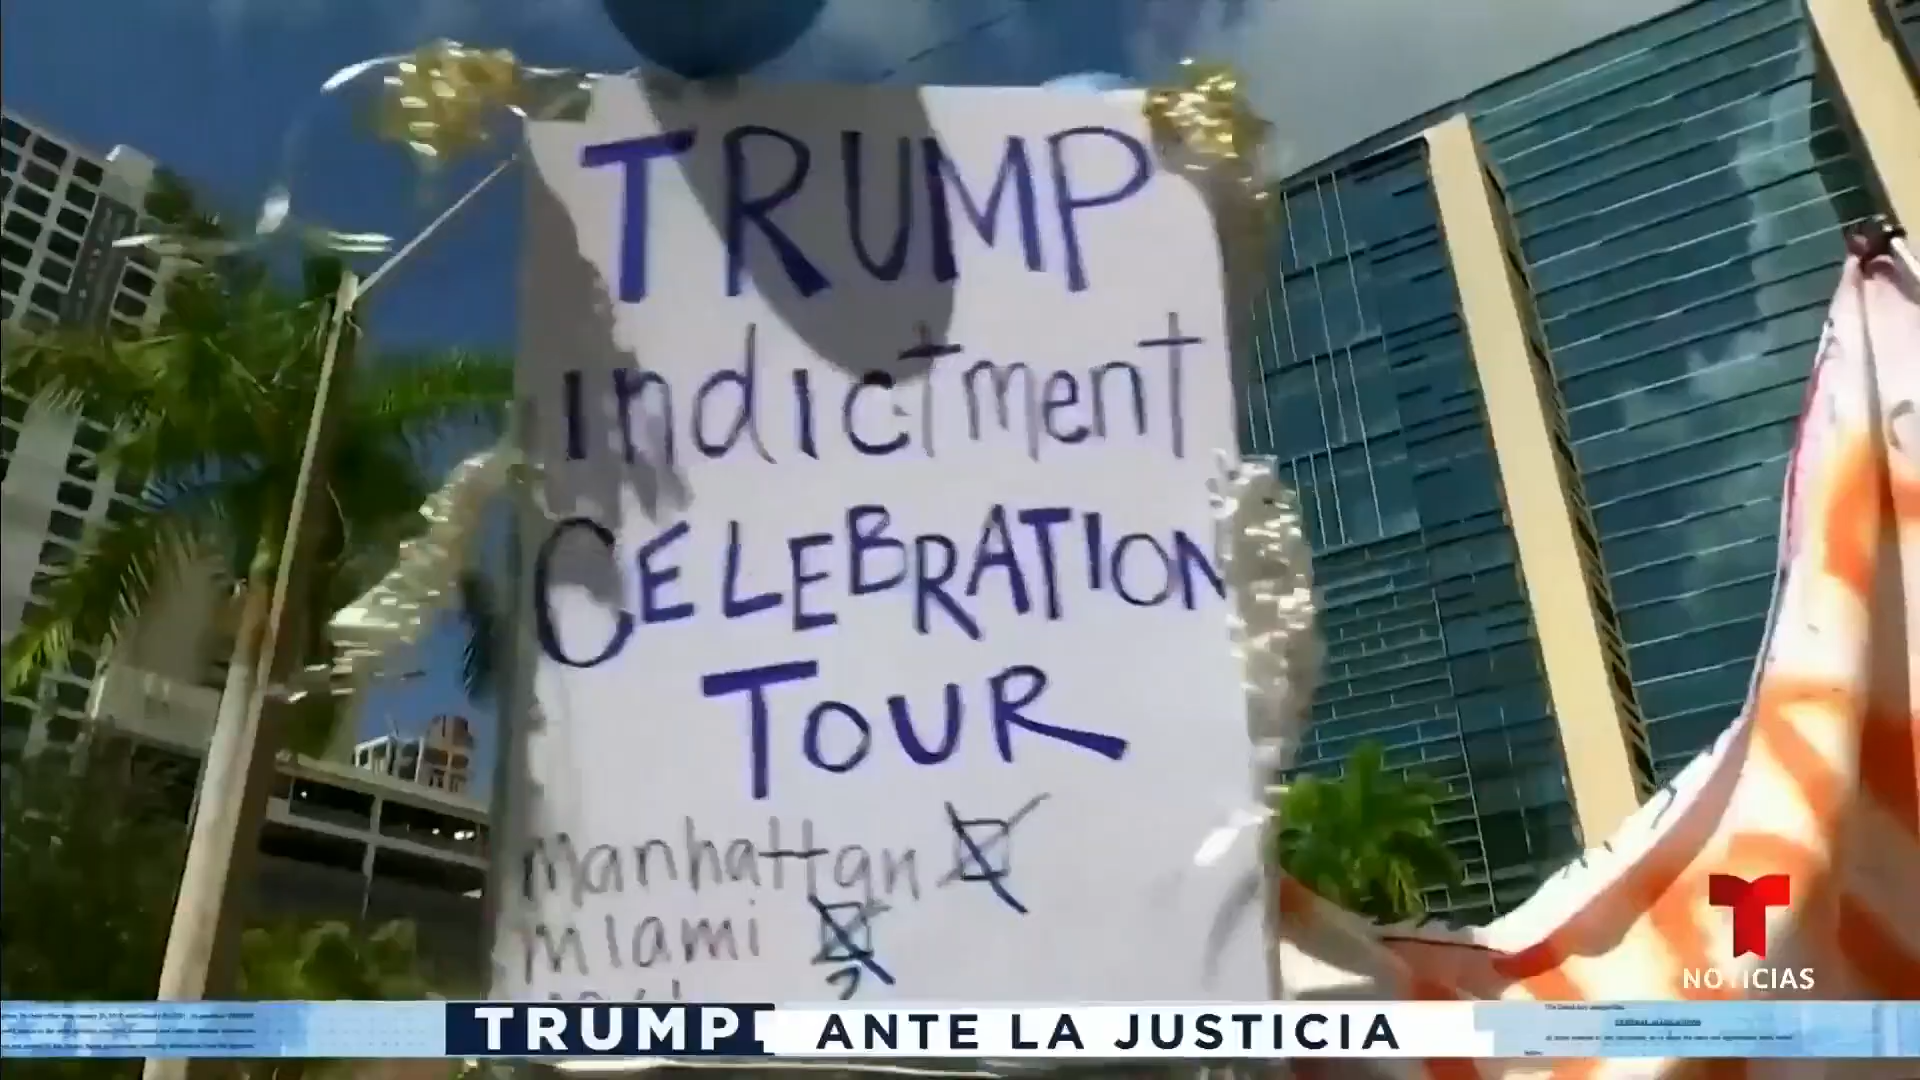 TRUMP
indictment
CELEBRATION
TOUR
manhattan
miami
NOTICIAS
TRUMP ANTE LA JUSTICIA